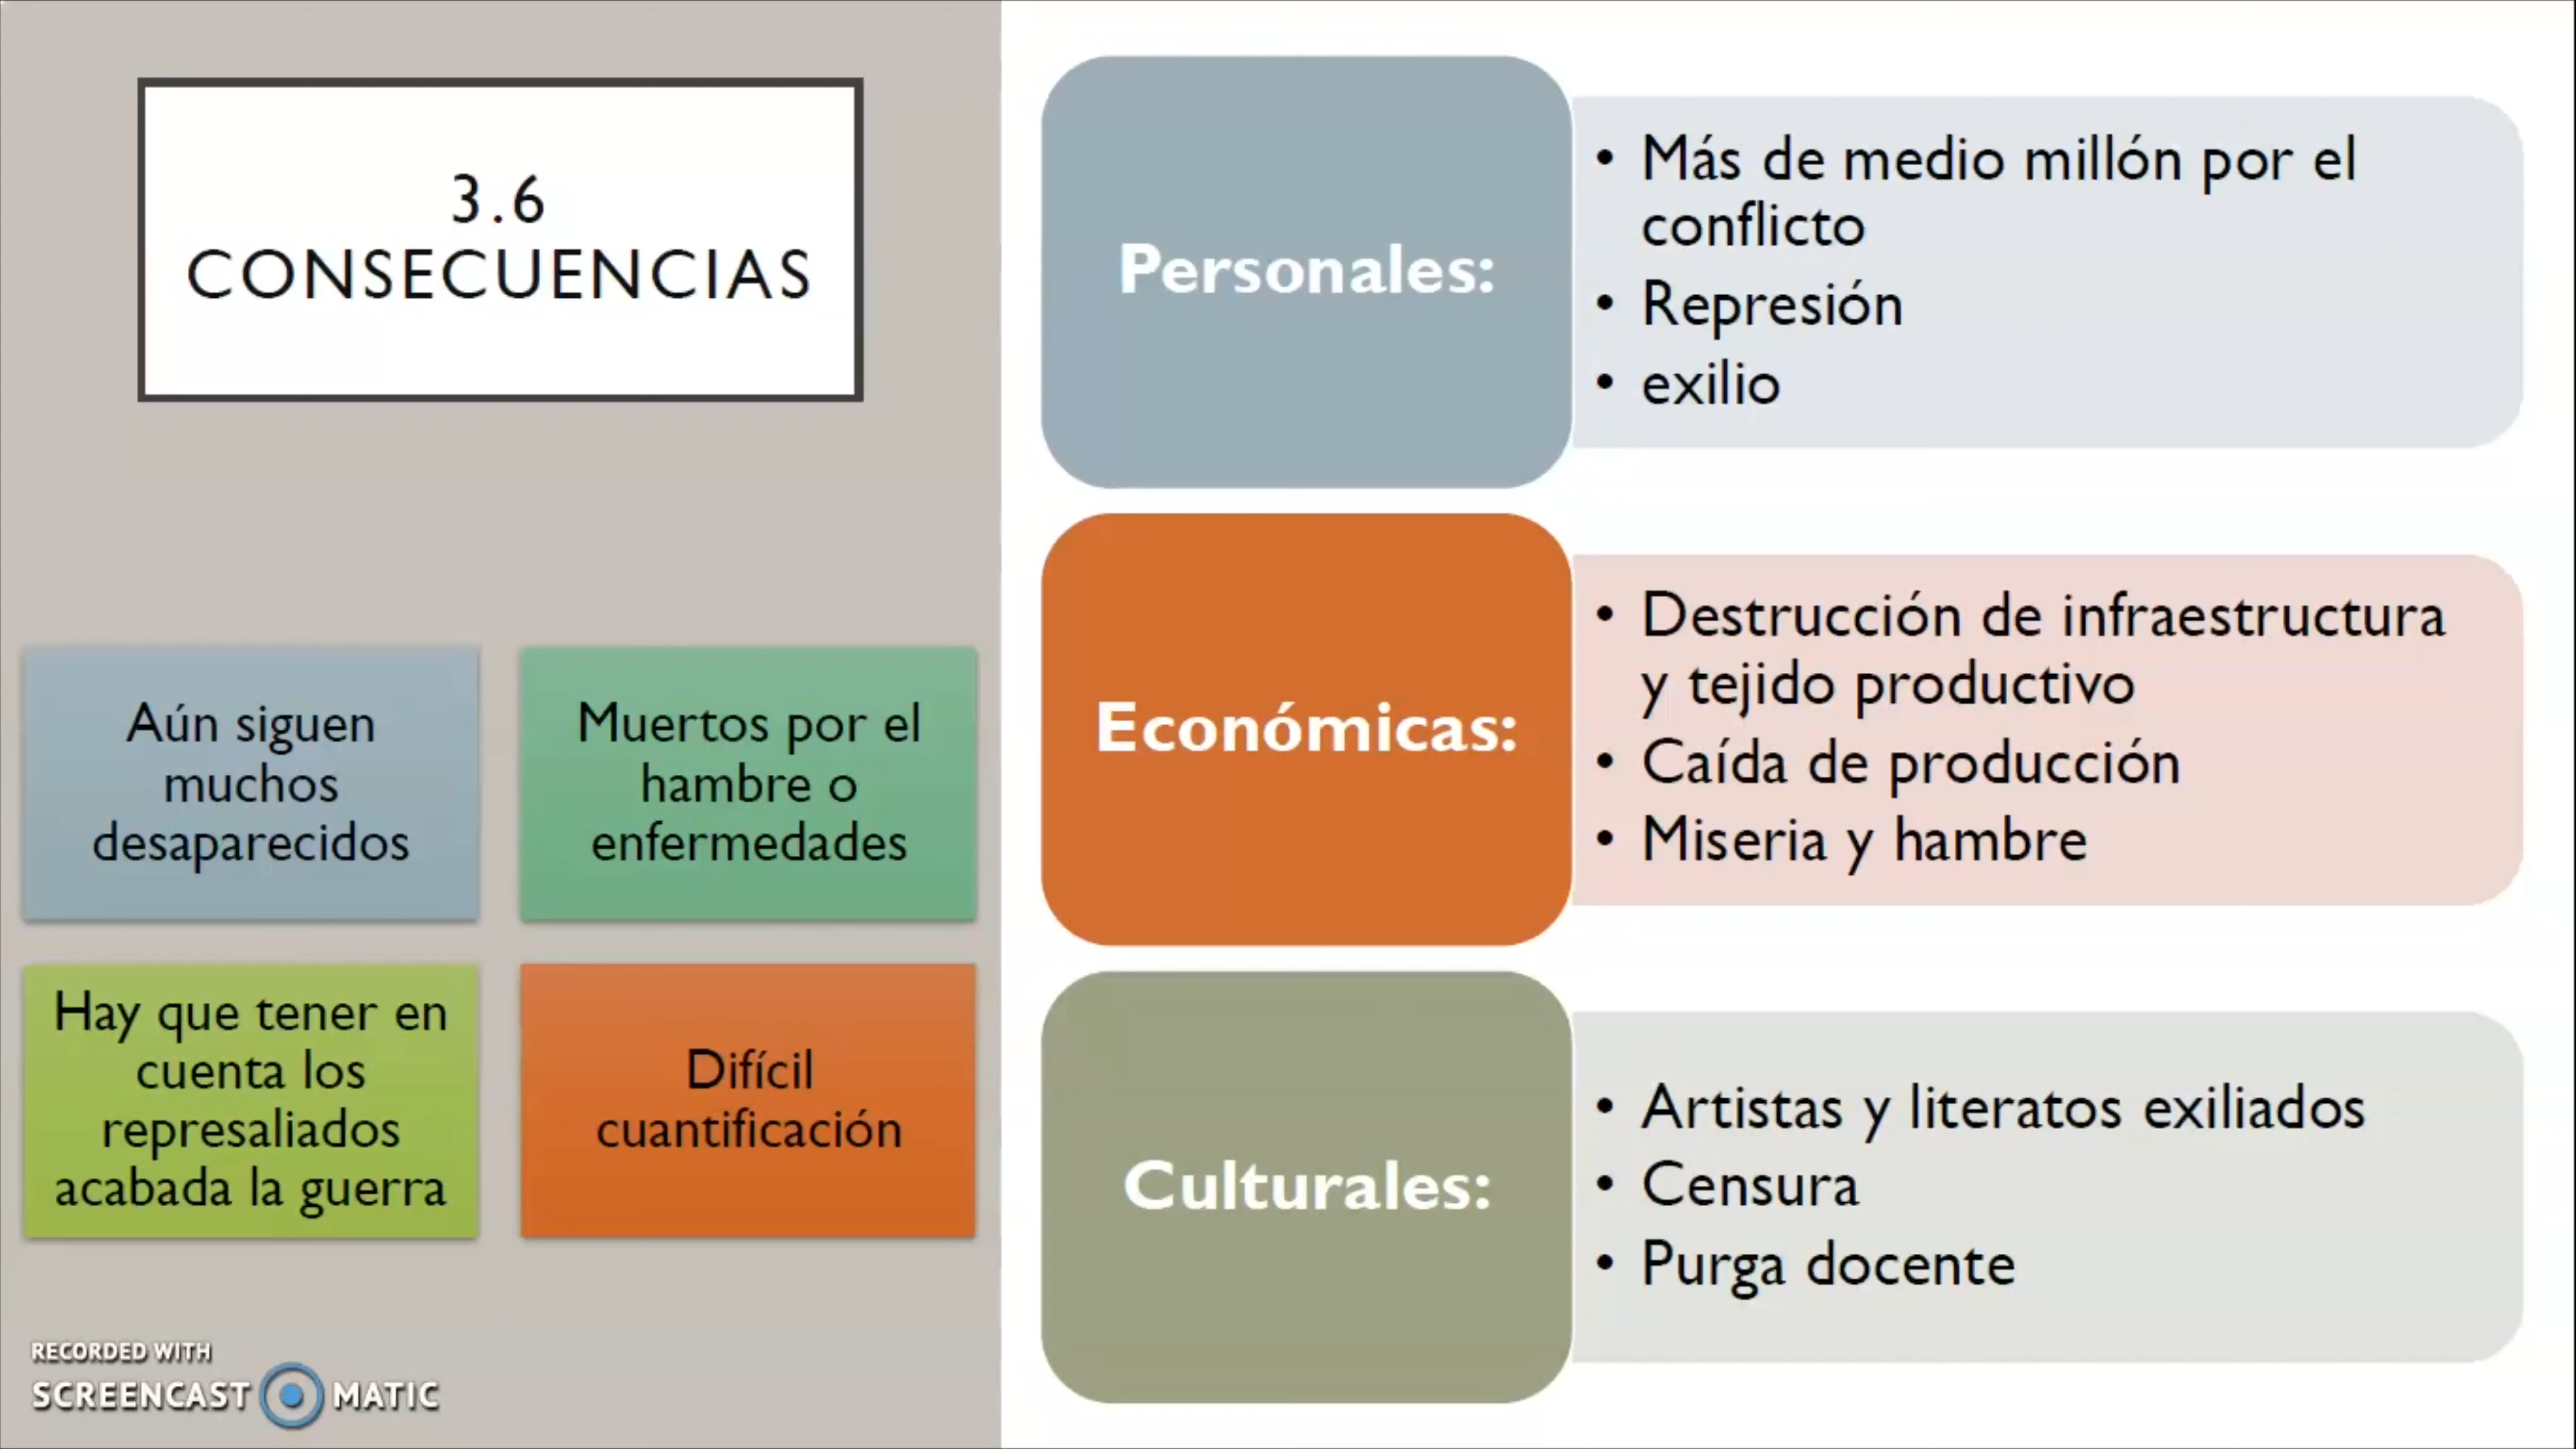 3.6
CONSECUENCIAS
Aún siguen
muchos
desaparecidos
Muertos por el
hambre o
enfermedades
Hay que tener en
cuenta los
represaliados
acabada la guerra
Difícil
cuantificación
RECORDED WITH
SCREENCAST MATIC
Personales:
• Más de medio millón por el
conflicto
• Represión
• exilio
Económicas:
• Destrucción de infraestructura
y tejido productivo
• Caída de producción
• Miseria y hambre
Culturales:
• Artistas y literatos exiliados
• Censura
• Purga docente